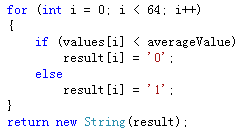 for (int i = 0; i < 64; i++)
{
    if (values[i] < averageValue)
        result[i] = '0';
    else
        result[i] = '1';
}
return new String(result);